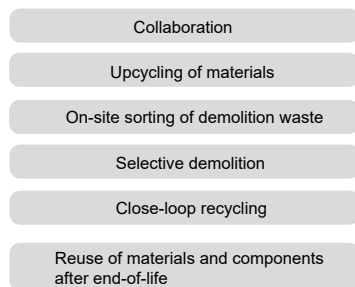 Collaboration
Upcycling of materials
On-site sorting of demolition waste
Selective demolition
Close-loop recycling
Reuse of materials and components
after end-of-life